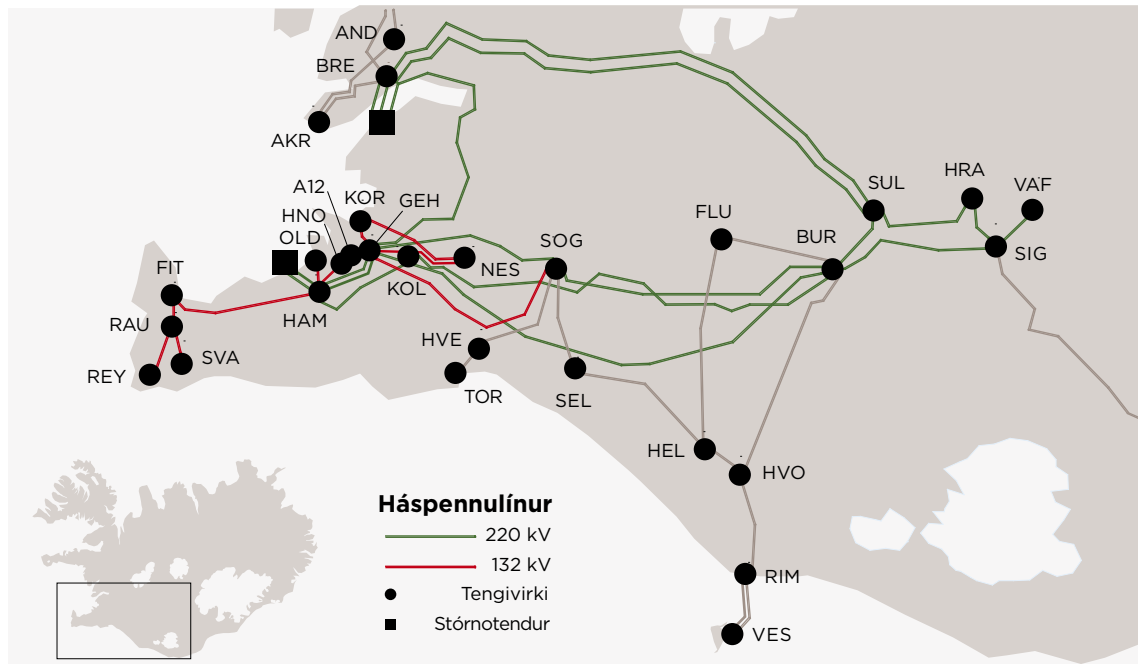 AND
BRE
AKR
A12
KOR
GEH
HNO
OLD
FIT
HAM
KOL
NES
SOG
RAU
REY
SVA
HVE
TOR
SEL
FLU
BUR
SUL
HRA
VAF
SIG
HEL
HVO
RIM
VES
Háspennulínur
220 kV
132 kV
Tengivirki
Stórnotendur